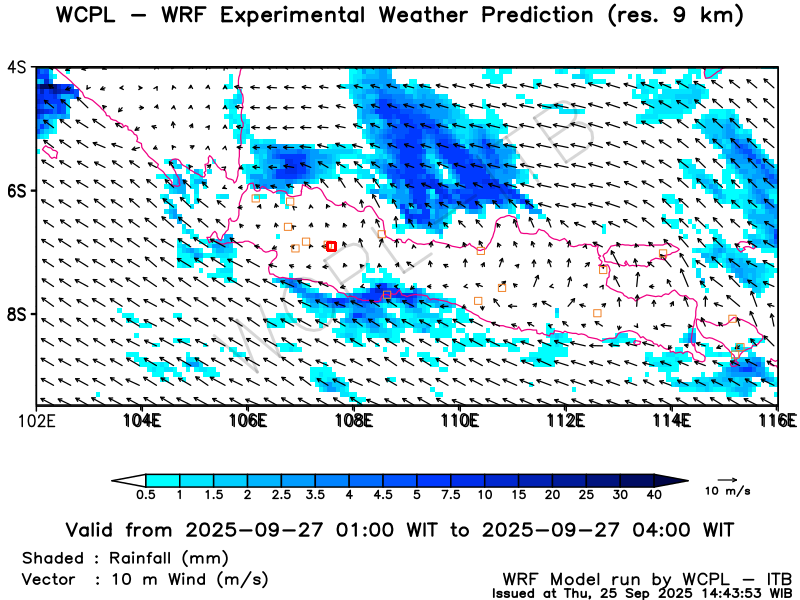 WCPL – WRF Experimental Weather Prediction (res. 9 km)
4S
6S
8S
WCPL ITB
102E 104E 106E 108E 110E 112E 114E 116E
0.5 1 1.5 2 2.5 3.5 4 4.5 5 7.5 10 15 20 25 30 40
10 m/s
Valid from 2025-09-27 01:00 WIT to 2025-09-27 04:00 WIT
Shaded : Rainfall (mm)
Vector : 10 m Wind (m/s)
WRF Model run by WCPL – ITB
Issued at Thu, 25 Sep 2025 14:43:53 WIB